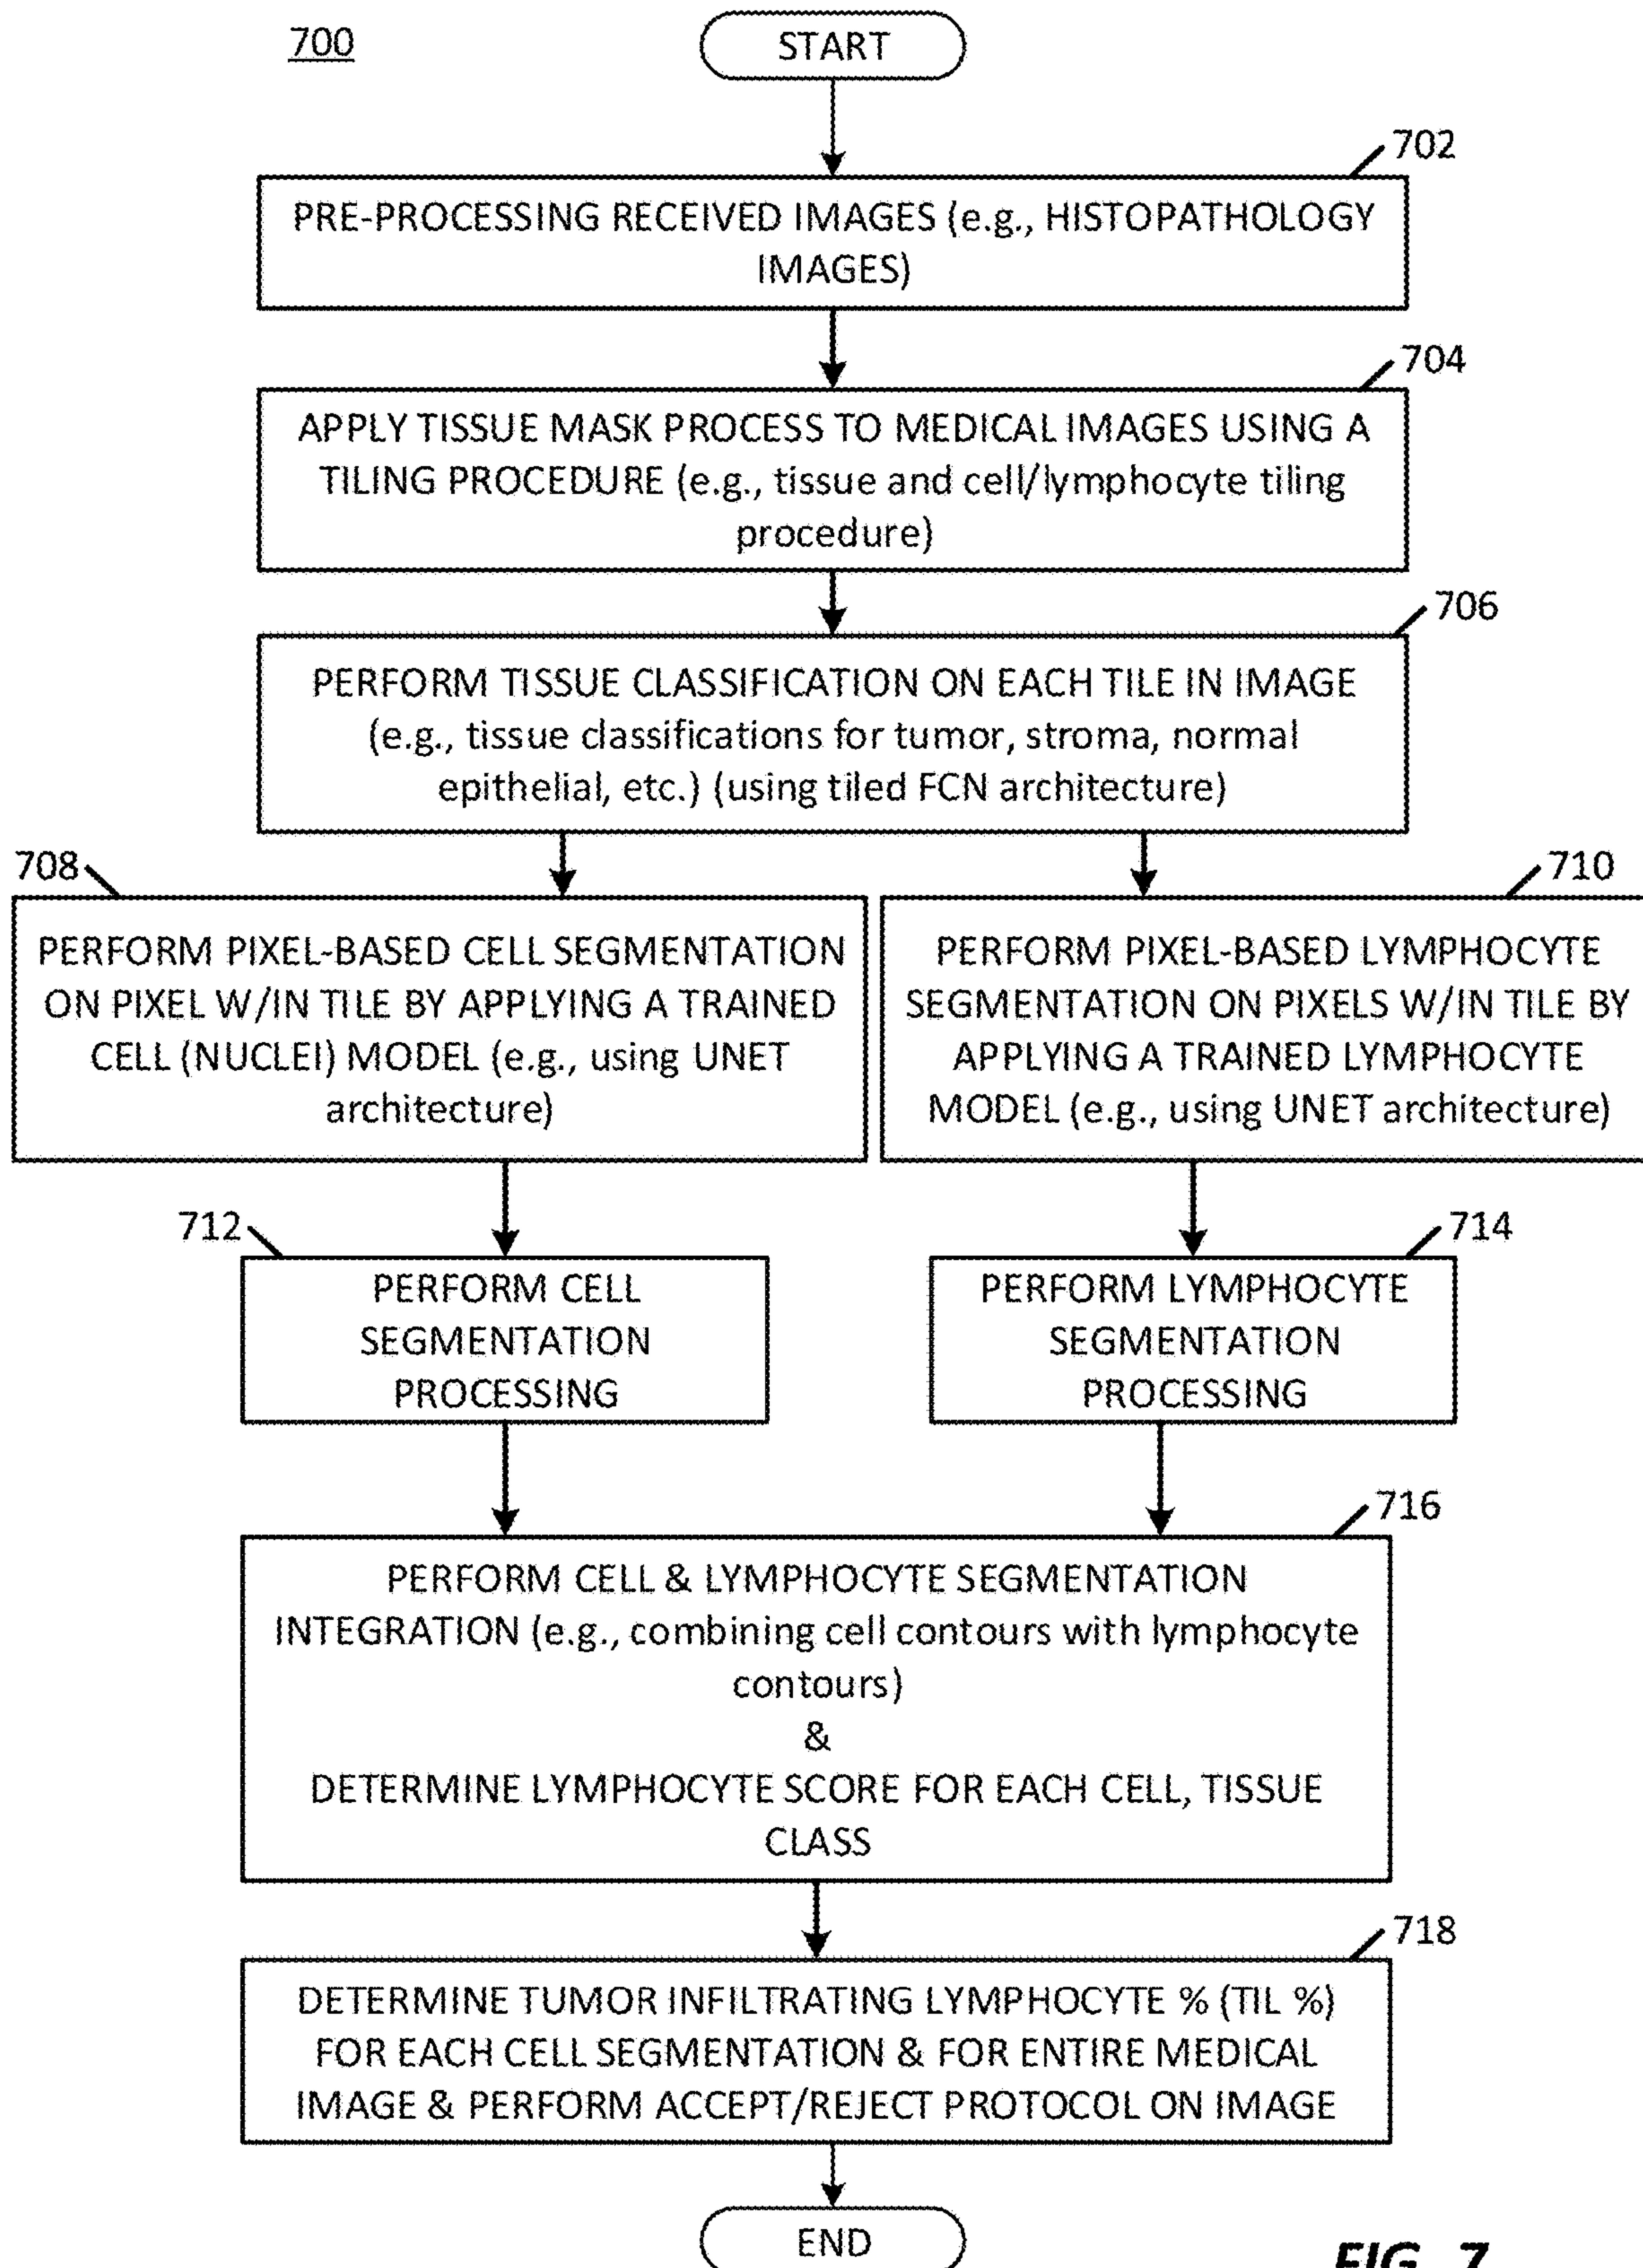 700
START
702
PRE-PROCESSING RECEIVED IMAGES (e.g., HISTOPATHOLOGY
IMAGES)
704
APPLY TISSUE MASK PROCESS TO MEDICAL IMAGES USING A
TILING PROCEDURE (e.g., tissue and cell/lymphocyte tiling
procedure)
706
PERFORM TISSUE CLASSIFICATION ON EACH TILE IN IMAGE
(e.g., tissue classifications for tumor, stroma, normal
epithelial, etc.) (using tiled FCN architecture)
708
PERFORM PIXEL-BASED CELL SEGMENTATION
ON PIXEL W/IN TILE BY APPLYING A TRAINED
CELL (NUCLEI) MODEL (e.g., using UNET
architecture)
710
PERFORM PIXEL-BASED LYMPHOCYTE
SEGMENTATION ON PIXELS W/IN TILE BY
APPLYING A TRAINED LYMPHOCYTE
MODEL (e.g., using UNET architecture)
712
PERFORM CELL
SEGMENTATION
PROCESSING
714
PERFORM LYMPHOCYTE
SEGMENTATION
PROCESSING
716
PERFORM CELL & LYMPHOCYTE SEGMENTATION
INTEGRATION (e.g., combining cell contours with lymphocyte
contours)
&
DETERMINE LYMPHOCYTE SCORE FOR EACH CELL, TISSUE
CLASS
718
DETERMINE TUMOR INFILTRATING LYMPHOCYTE % (TIL %)
FOR EACH CELL SEGMENTATION & FOR ENTIRE MEDICAL
IMAGE & PERFORM ACCEPT/REJECT PROTOCOL ON IMAGE
END
FIG. 7